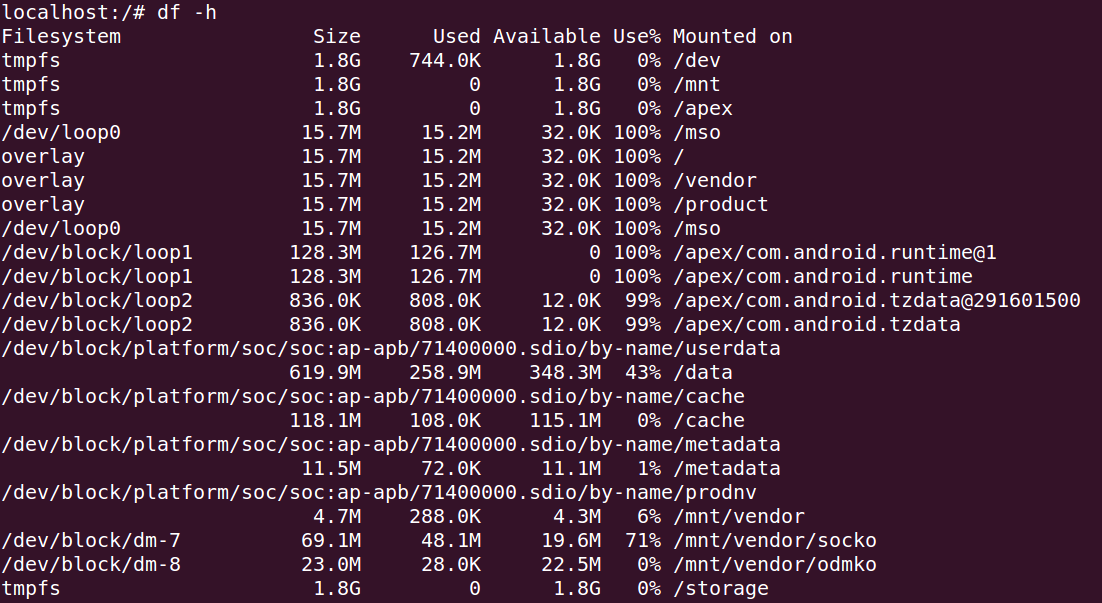 localhost:/# df -h
Filesystem                Size      Used Available Use% Mounted on
tmpfs                     1.8G    744.0K      1.8G   0% /dev
tmpfs                     1.8G         0      1.8G   0% /mnt
tmpfs                     1.8G         0      1.8G   0% /apex
/dev/loop0               15.7M     15.2M     32.0K 100% /mso
overlay                  15.7M     15.2M     32.0K 100% /
overlay                  15.7M     15.2M     32.0K 100% /vendor
overlay                  15.7M     15.2M     32.0K 100% /product
/dev/loop0               15.7M     15.2M     32.0K 100% /mso
/dev/block/loop1        128.3M    126.7M         0 100% /apex/com.android.runtime@1
/dev/block/loop1        128.3M    126.7M         0 100% /apex/com.android.runtime
/dev/block/loop2        836.0K    808.0K     12.0K  99% /apex/com.android.tzdata@291601500
/dev/block/loop2        836.0K    808.0K     12.0K  99% /apex/com.android.tzdata
/dev/block/platform/soc/soc:ap-apb/71400000.sdio/by-name/userdata
                        619.9M    258.9M    348.3M  43% /data
/dev/block/platform/soc/soc:ap-apb/71400000.sdio/by-name/cache
                        118.1M    108.0K    115.1M   0% /cache
/dev/block/platform/soc/soc:ap-apb/71400000.sdio/by-name/metadata
                         11.5M     72.0K     11.1M   1% /metadata
/dev/block/platform/soc/soc:ap-apb/71400000.sdio/by-name/prodnv
                          4.7M    288.0K      4.3M   6% /mnt/vendor
/dev/block/dm-7          69.1M     48.1M     19.6M  71% /mnt/vendor/socko
/dev/block/dm-8          23.0M     28.0K     22.5M   0% /mnt/vendor/odmko
tmpfs                     1.8G         0      1.8G   0% /storage